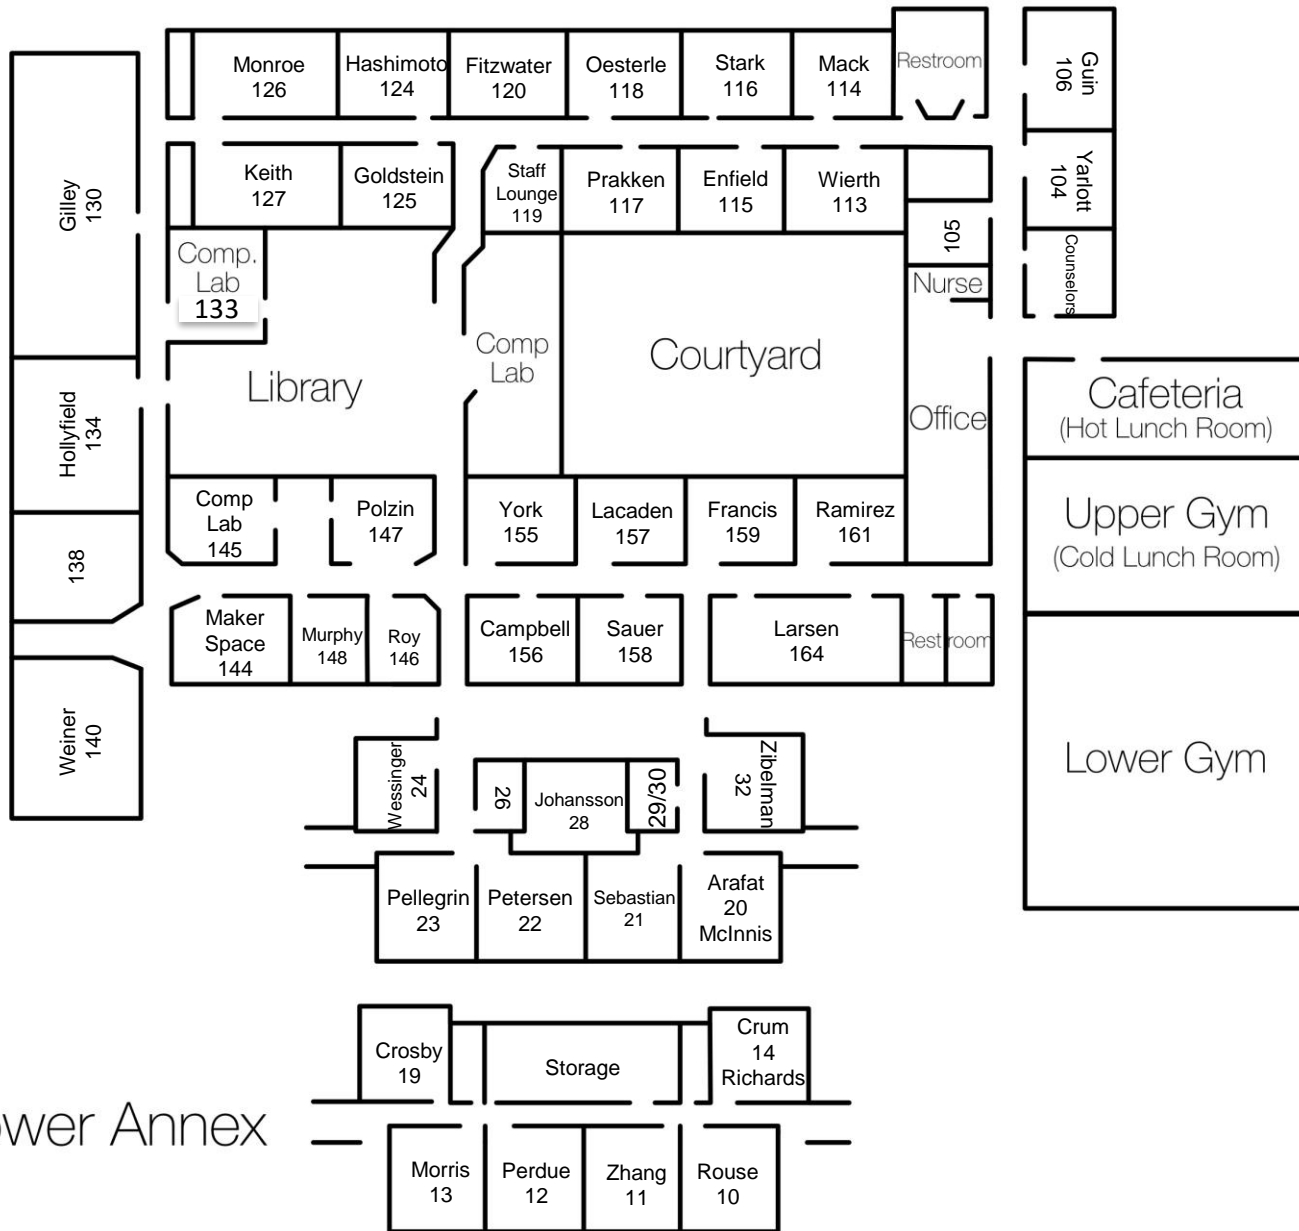 Monroe
126
Hashimoto
124
Fitzwater
120
Oesterle
118
Stark
116
Mack
114
Restroom
Guin
106
Gilley
130
Keith
127
Goldstein
125
Staff
Lounge
119
Prakken
117
Enfield
115
Wierth
113
Yarlott
104
105
Counselors
Comp.
Lab
133
Nurse
Library
Comp
Lab
Courtyard
Office
Cafeteria
(Hot Lunch Room)
Hollyfield
134
Comp
Lab
145
Polzin
147
York
155
Lacaden
157
Francis
159
Ramirez
161
Upper Gym
(Cold Lunch Room)
138
Maker
Space
144
Murphy
148
Roy
146
Campbell
156
Sauer
158
Larsen
164
Restroom
Weiner
140
Wessinger
24
26
Johansson
28
29/30
Zibelman
32
Lower Gym
Pellegrin
23
Petersen
22
Sebastian
21
Arafat
20
McInnis
Crosby
19
Storage
Crum
14
Richards
ower Annex
Morris
13
Perdue
12
Zhang
11
Rouse
10